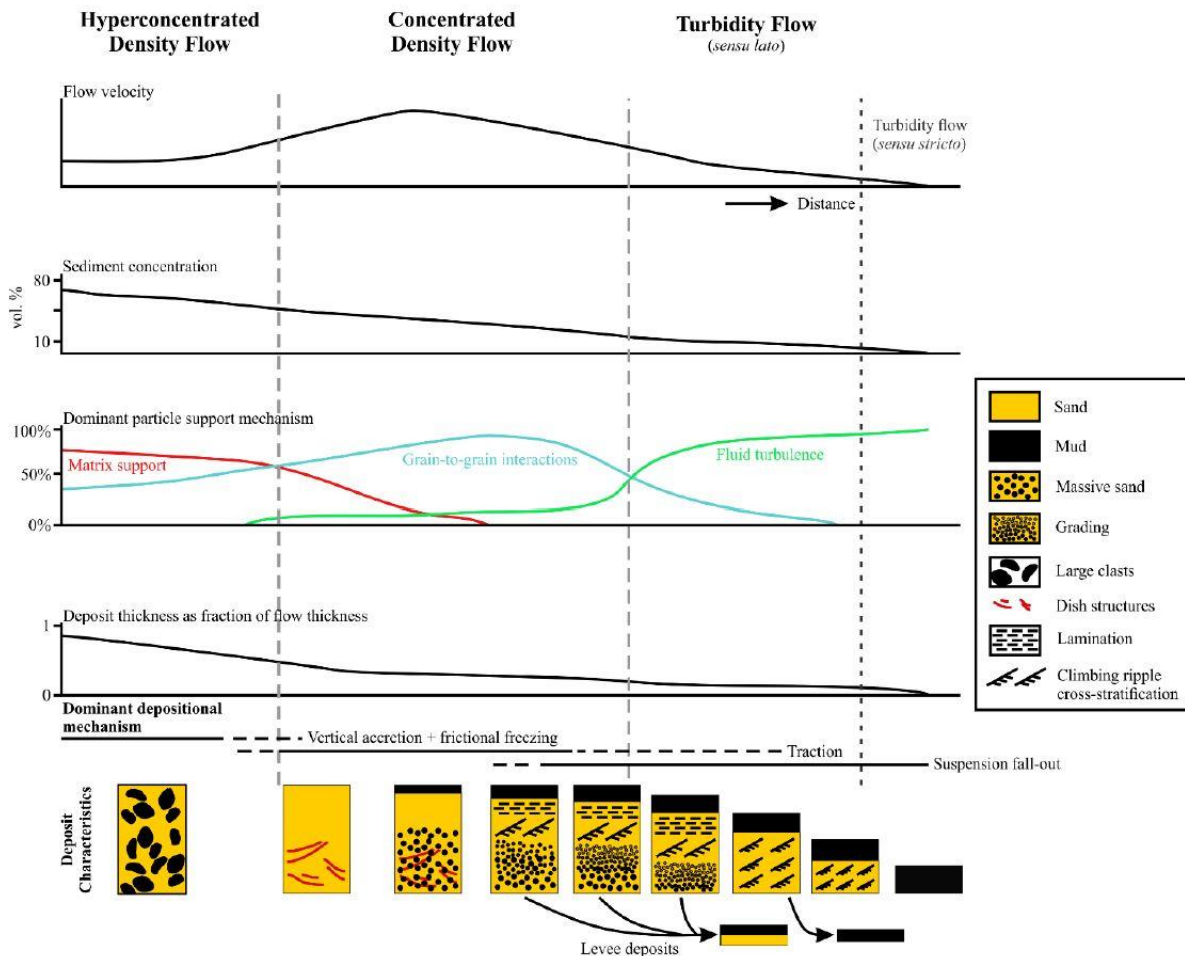 Hyperconcentrated
Density Flow
Concentrated
Density Flow
Turbidity Flow
(sensu lato)
Flow velocity
Turbidity flow
(sensu stricto)
Distance
Sediment concentration
80
vol. %
10
Dominant particle support mechanism
100%
Matrix support
50%
Grain-to-grain interactions
Fluid turbulence
0%
Deposit thickness as fraction of flow thickness
1
0
Dominant depositional
mechanism
Vertical accretion + frictional freezing
Traction
Suspension fall-out
Deposit
Characteristics
Levee deposits
Sand
Mud
Massive sand
Grading
Large clasts
Dish structures
Lamination
Climbing ripple
cross-stratification